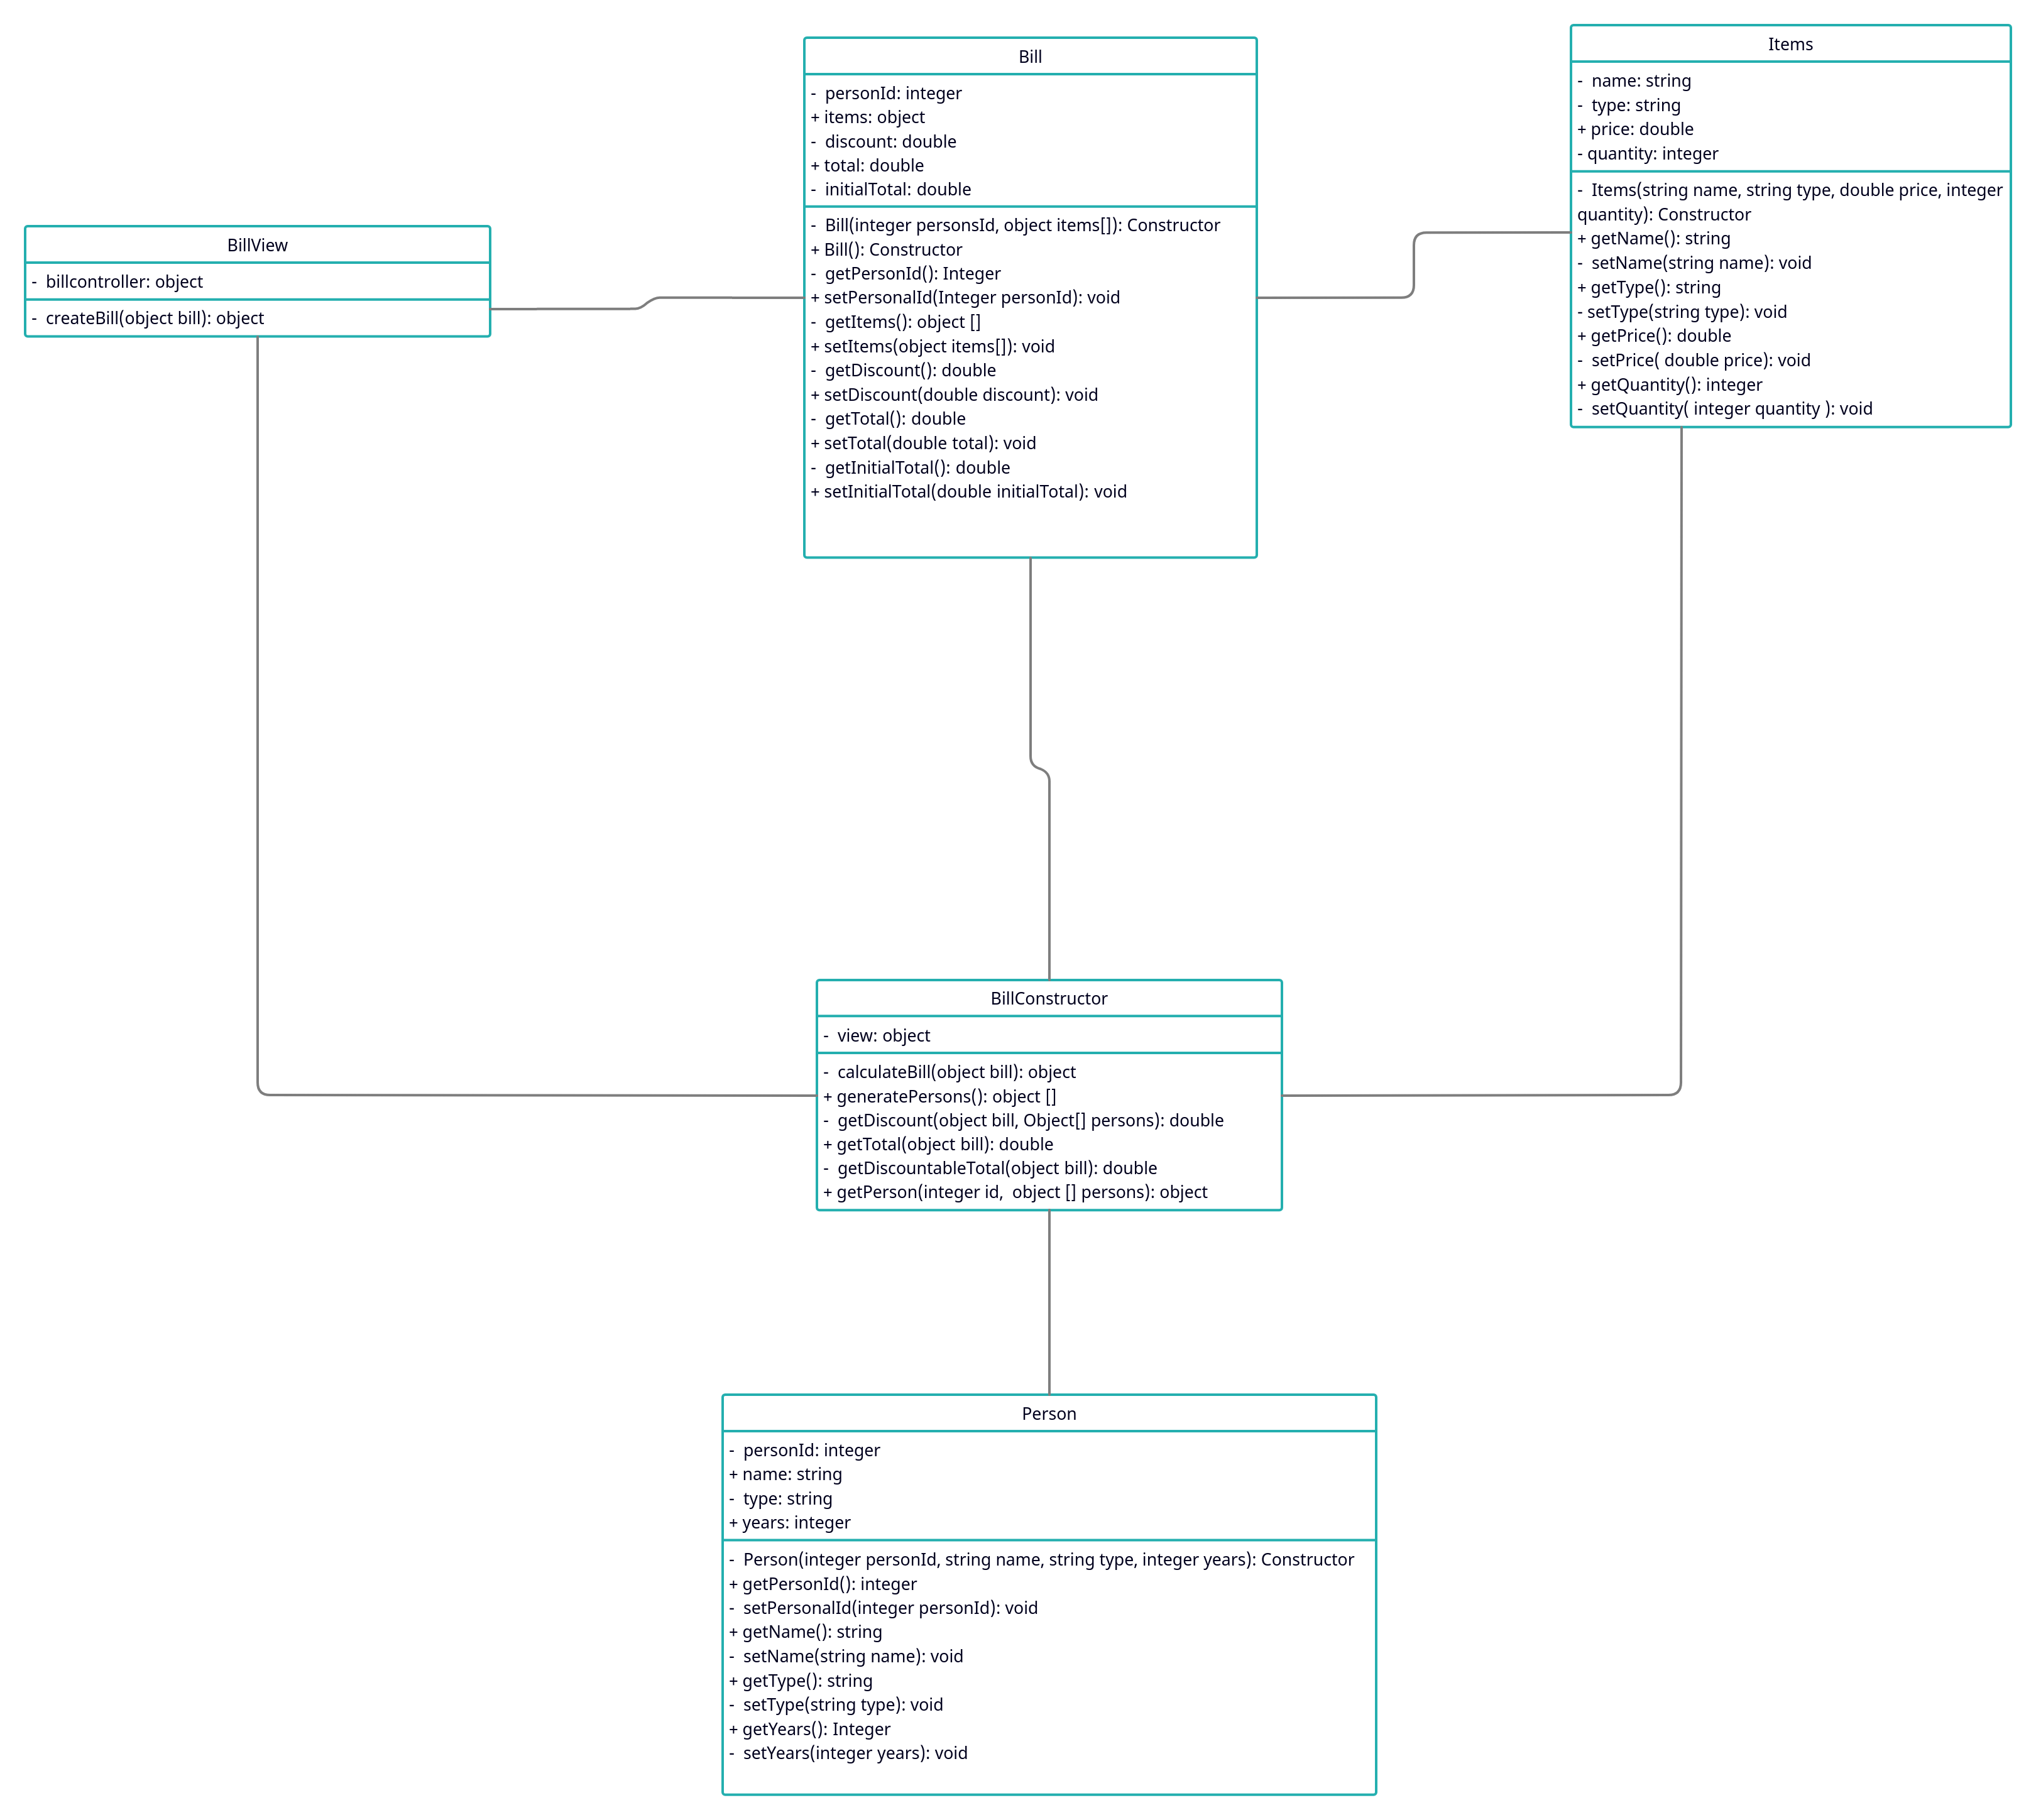 Bill
-  personId: integer
+ items: object
-  discount: double
+ total: double
-  initialTotal: double
-  Bill(integer personsId, object items[]): Constructor
+ Bill(): Constructor
-  getPersonId(): Integer
+ setPersonalId(Integer personId): void
-  getItems(): object []
+ setItems(object items[]): void
-  getDiscount(): double
+ setDiscount(double discount): void
-  getTotal(): double
+ setTotal(double total): void
-  getInitialTotal(): double
+ setInitialTotal(double initialTotal): void
Items
-  name: string
-  type: string
+ price: double
- quantity: integer
-  Items(string name, string type, double price, integer
quantity): Constructor
+ getName(): string
-  setName(string name): void
+ getType(): string
- setType(string type): void
+ getPrice(): double
-  setPrice( double price): void
+ getQuantity(): integer
-  setQuantity( integer quantity ): void
BillView
-  billcontroller: object
-  createBill(object bill): object
BillConstructor
-  view: object
-  calculateBill(object bill): object
+ generatePersons(): object []
-  getDiscount(object bill, Object[] persons): double
+ getTotal(object bill): double
-  getDiscountableTotal(object bill): double
+ getPerson(integer id,  object [] persons): object
Person
-  personId: integer
+ name: string
-  type: string
+ years: integer
-  Person(integer personId, string name, string type, integer years): Constructor
+ getPersonId(): integer
-  setPersonalId(integer personId): void
+ getName(): string
-  setName(string name): void
+ getType(): string
-  setType(string type): void
+ getYears(): Integer
-  setYears(integer years): void